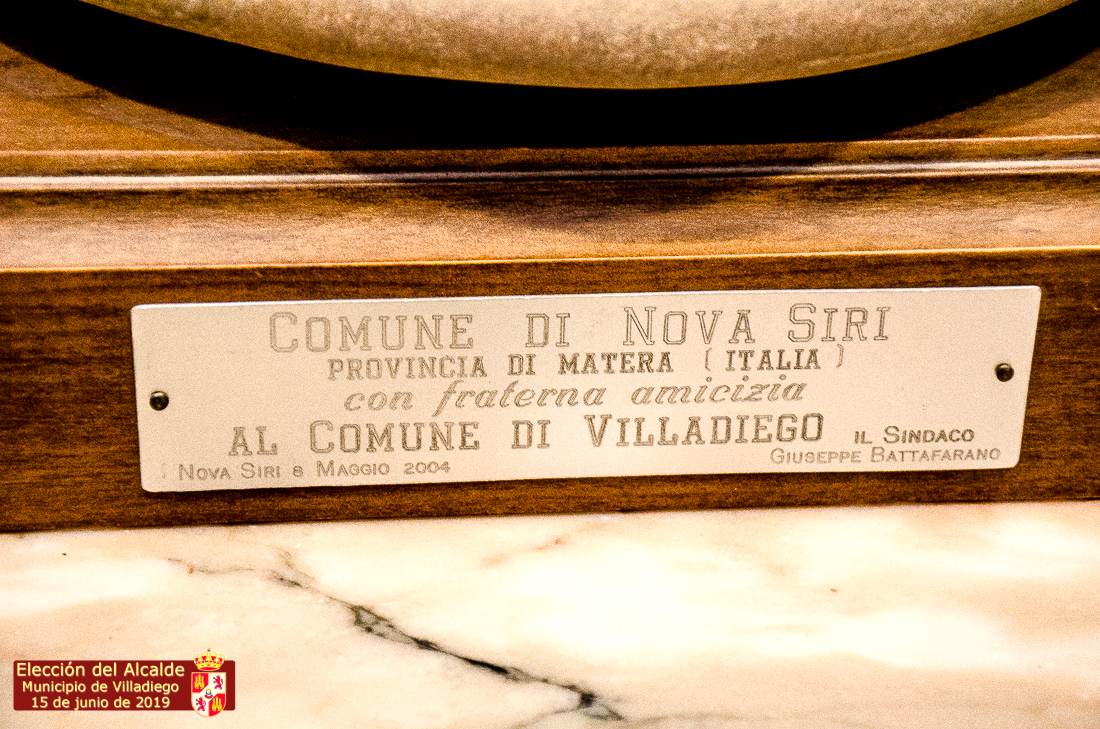 COMUNE DI NOVA SIRI
PROVINCIA DI MATERA (ITALIA)
con fraterna amicizia
AL COMUNE DI VILLADIEGO
IL SINDACO
NOVA SIRI 8 MAGGIO 2004
GIUSEPPE BATTAFARANO
Elección del Alcalde
Municipio de Villadiego
15 de junio de 2019